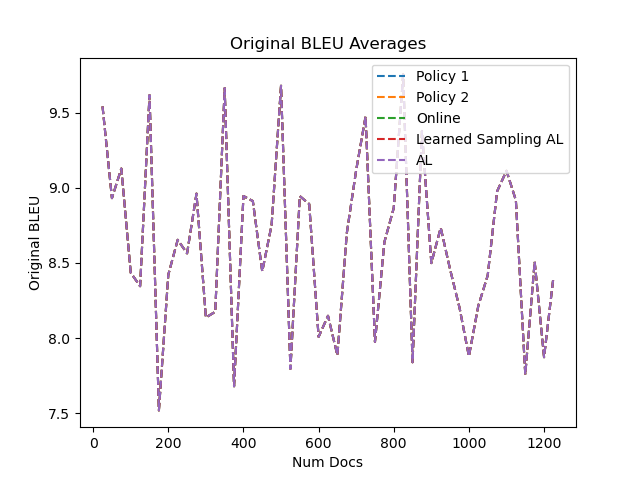 Original BLEU Averages
Policy 1
Policy 2
Online
Learned Sampling AL
AL
Original BLEU
9.5
9.0
8.5
8.0
7.5
0 200 400 600 800 1000 1200
Num Docs